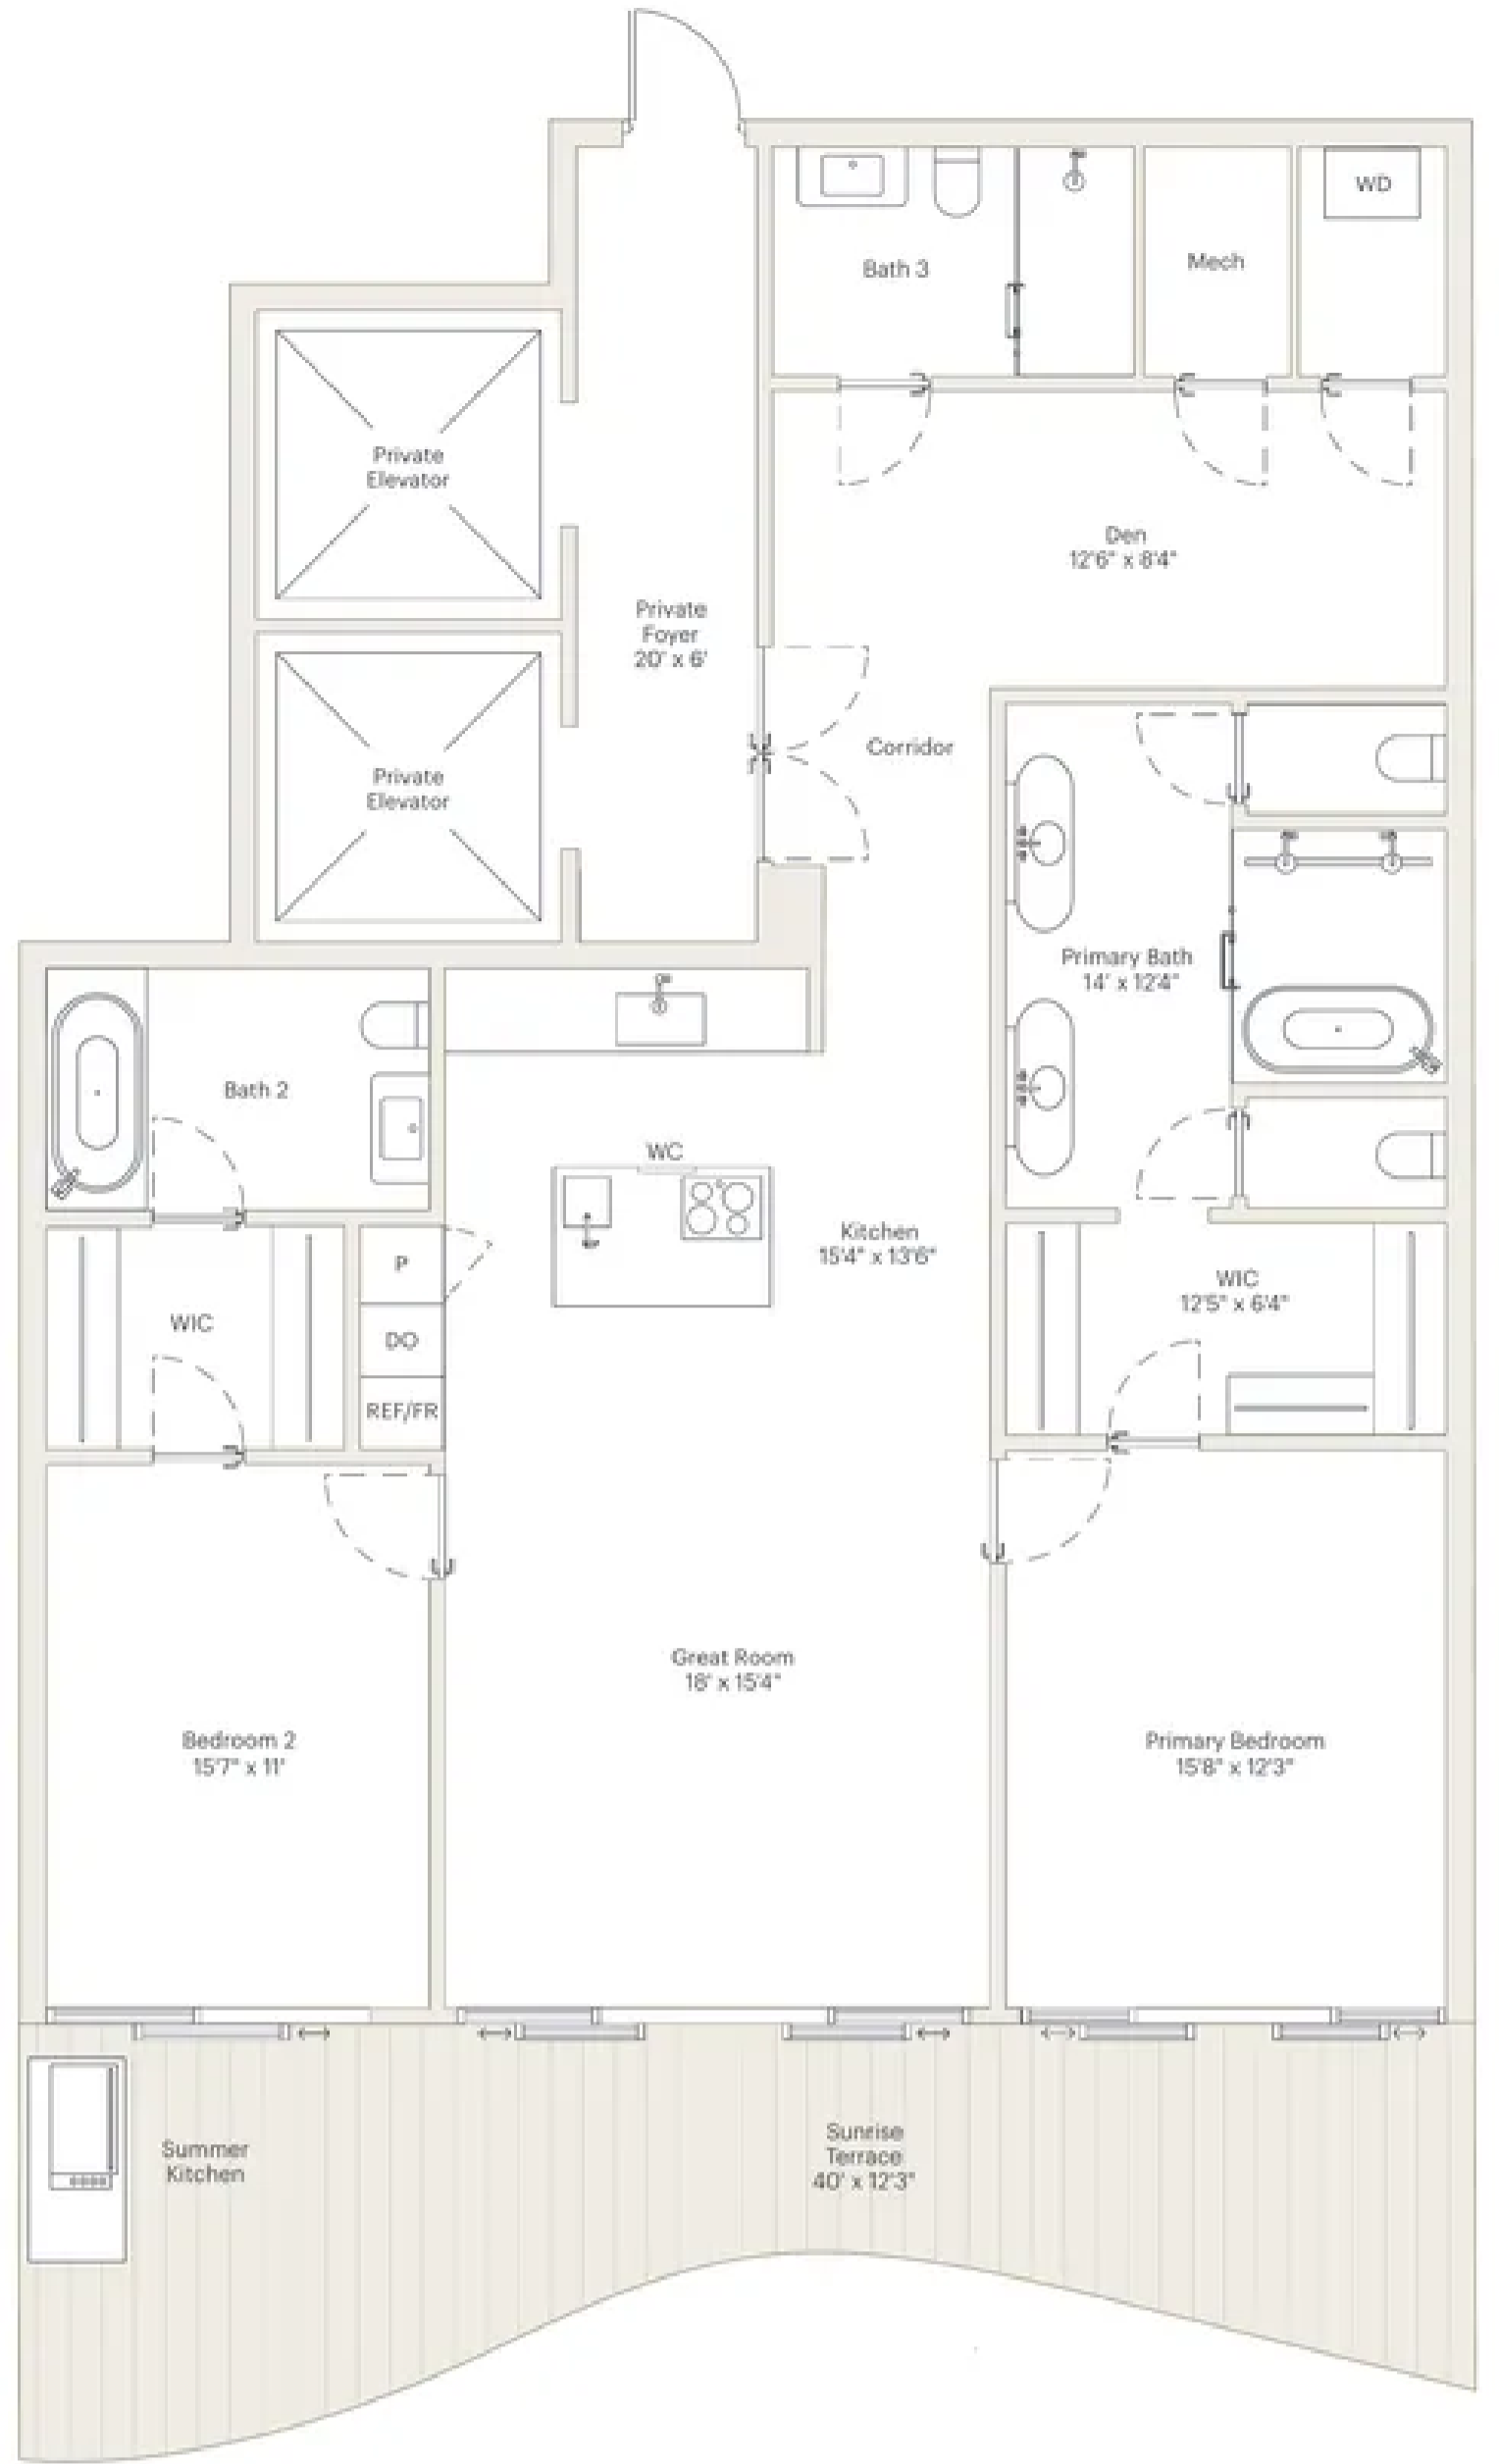 WD
Mech
Bath 3
Private
Elevator
Den
12'6" x 8'4"
Private
Foyer
20' x 6'
Corridor
Private
Elevator
Primary Bath
14' x 12'4"
Bath 2
WC
Kitchen
15'4" x 13'6"
P
WIC
12'5" x 6'4"
WIC
DO
REF/FR
Great Room
18' x 15'4"
Bedroom 2
15'7" x 11'
Primary Bedroom
15'8" x 12'3"
Summer
Kitchen
Sunrise
Terrace
40' x 12'3"